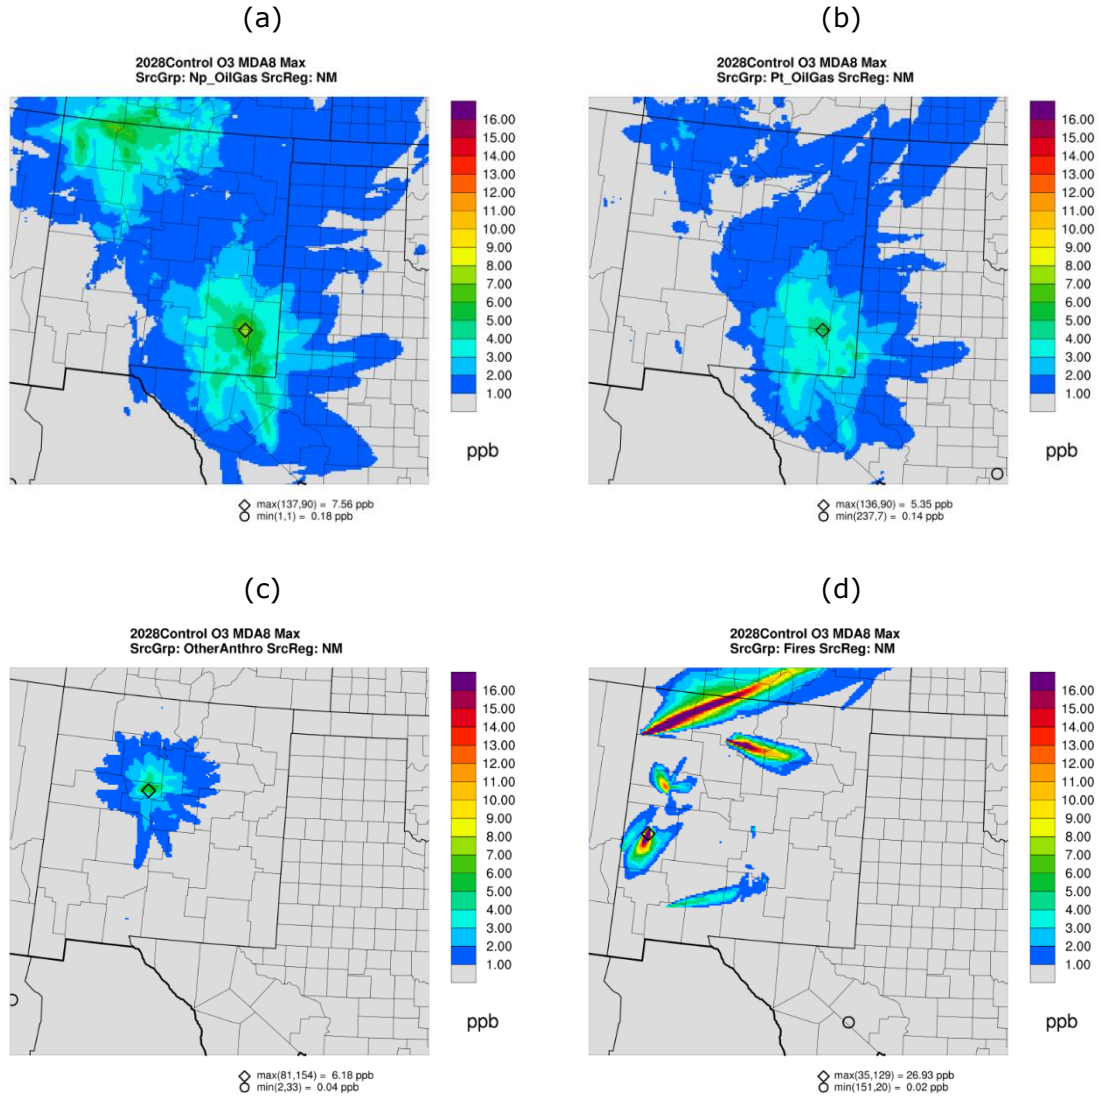 (a)
2028Control O3 MDA8 Max
SrcGrp: Np_OilGas SrcReg: NM
16.00
15.00
14.00
13.00
12.00
11.00
10.00
9.00
8.00
7.00
6.00
5.00
4.00
3.00
2.00
1.00
ppb
max(137,90) = 7.56 ppb
min(1,1) = 0.18 ppb
(b)
2028Control O3 MDA8 Max
SrcGrp: Pt_OilGas SrcReg: NM
16.00
15.00
14.00
13.00
12.00
11.00
10.00
9.00
8.00
7.00
6.00
5.00
4.00
3.00
2.00
1.00
ppb
max(136,90) = 5.35 ppb
min(237,7) = 0.14 ppb
(c)
2028Control O3 MDA8 Max
SrcGrp: OtherAnthro SrcReg: NM
16.00
15.00
14.00
13.00
12.00
11.00
10.00
9.00
8.00
7.00
6.00
5.00
4.00
3.00
2.00
1.00
ppb
max(81,154) = 6.18 ppb
min(2,33) = 0.04 ppb
(d)
2028Control O3 MDA8 Max
SrcGrp: Fires SrcReg: NM
16.00
15.00
14.00
13.00
12.00
11.00
10.00
9.00
8.00
7.00
6.00
5.00
4.00
3.00
2.00
1.00
ppb
max(35,129) = 26.93 ppb
min(151,20) = 0.02 ppb